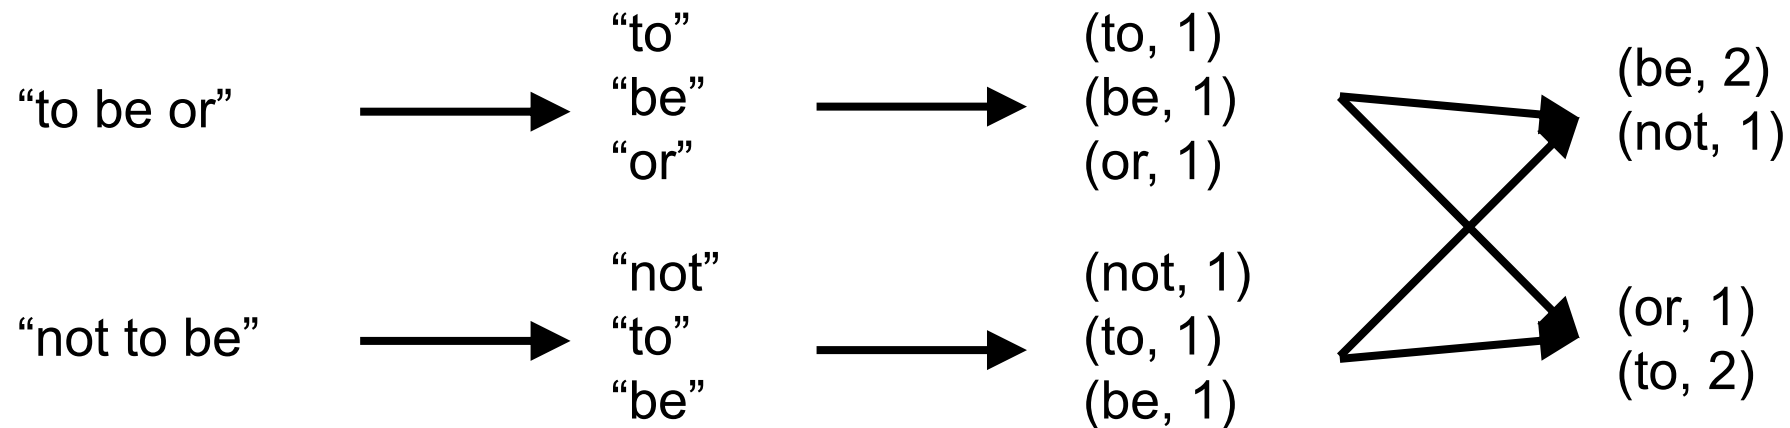 “to be or”
“to”
“be”
“or”
(to, 1)
(be, 1)
(or, 1)
(be, 2)
(not, 1)
“not to be”
“not”
“to”
“be”
(not, 1)
(to, 1)
(be, 1)
(or, 1)
(to, 2)